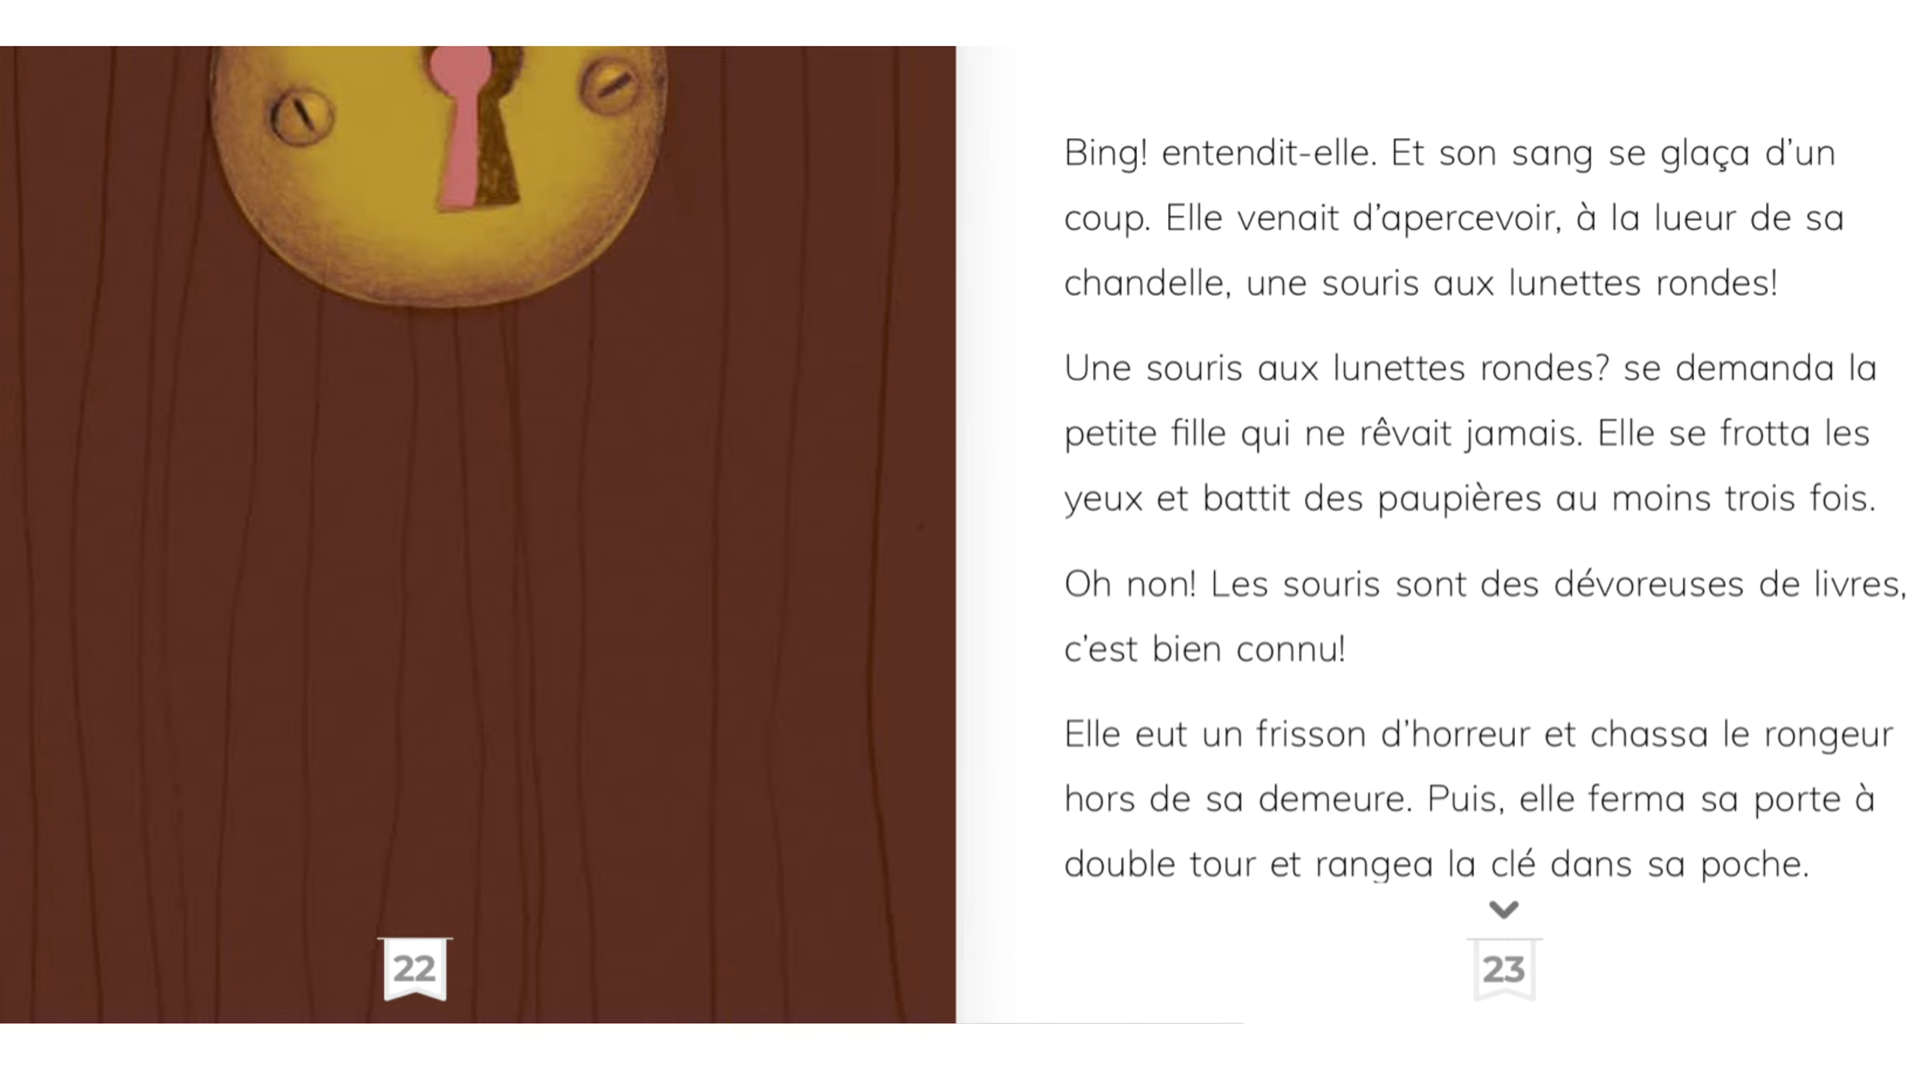 Bing! entendit-elle. Et son sang se glaça d’un
coup. Elle venait d’apercevoir, à la lueur de sa
chandelle, une souris aux lunettes rondes!
Une souris aux lunettes rondes? se demanda la
petite fille qui ne rêvait jamais. Elle se frotta les
yeux et battit des paupières au moins trois fois.
Oh non! Les souris sont des dévoreuses de livres,
c’est bien connu!
Elle eut un frisson d’horreur et chassa le rongeur
hors de sa demeure. Puis, elle ferma sa porte à
double tour et rangea la clé dans sa poche.
22
23